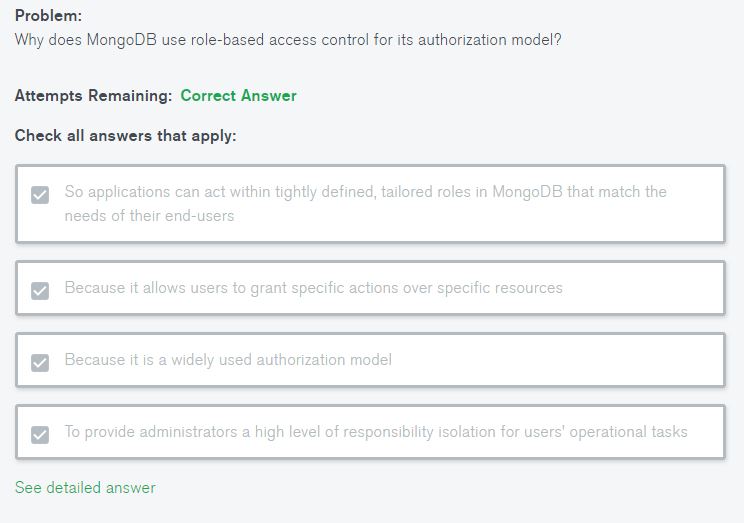 Problem:
Why does MongoDB use role-based access control for its authorization model?
Attempts Remaining: Correct Answer
Check all answers that apply:
So applications can act within tightly defined, tailored roles in MongoDB that match the
needs of their end-users
Because it allows users to grant specific actions over specific resources
Because it is a widely used authorization model
To provide administrators a high level of responsibility isolation for users' operational tasks
See detailed answer